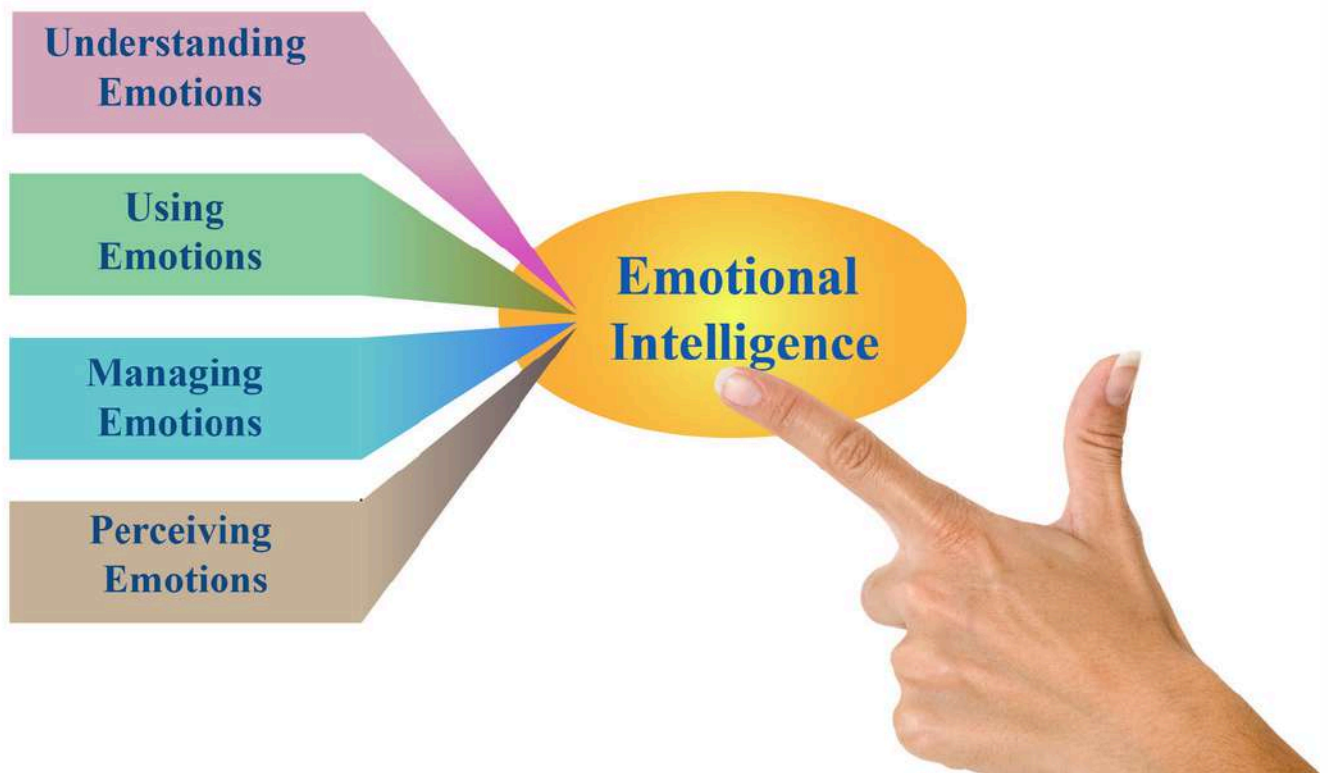 Understanding
Emotions
Using
Emotions
Managing
Emotions
Perceiving
Emotions
Emotional
Intelligence